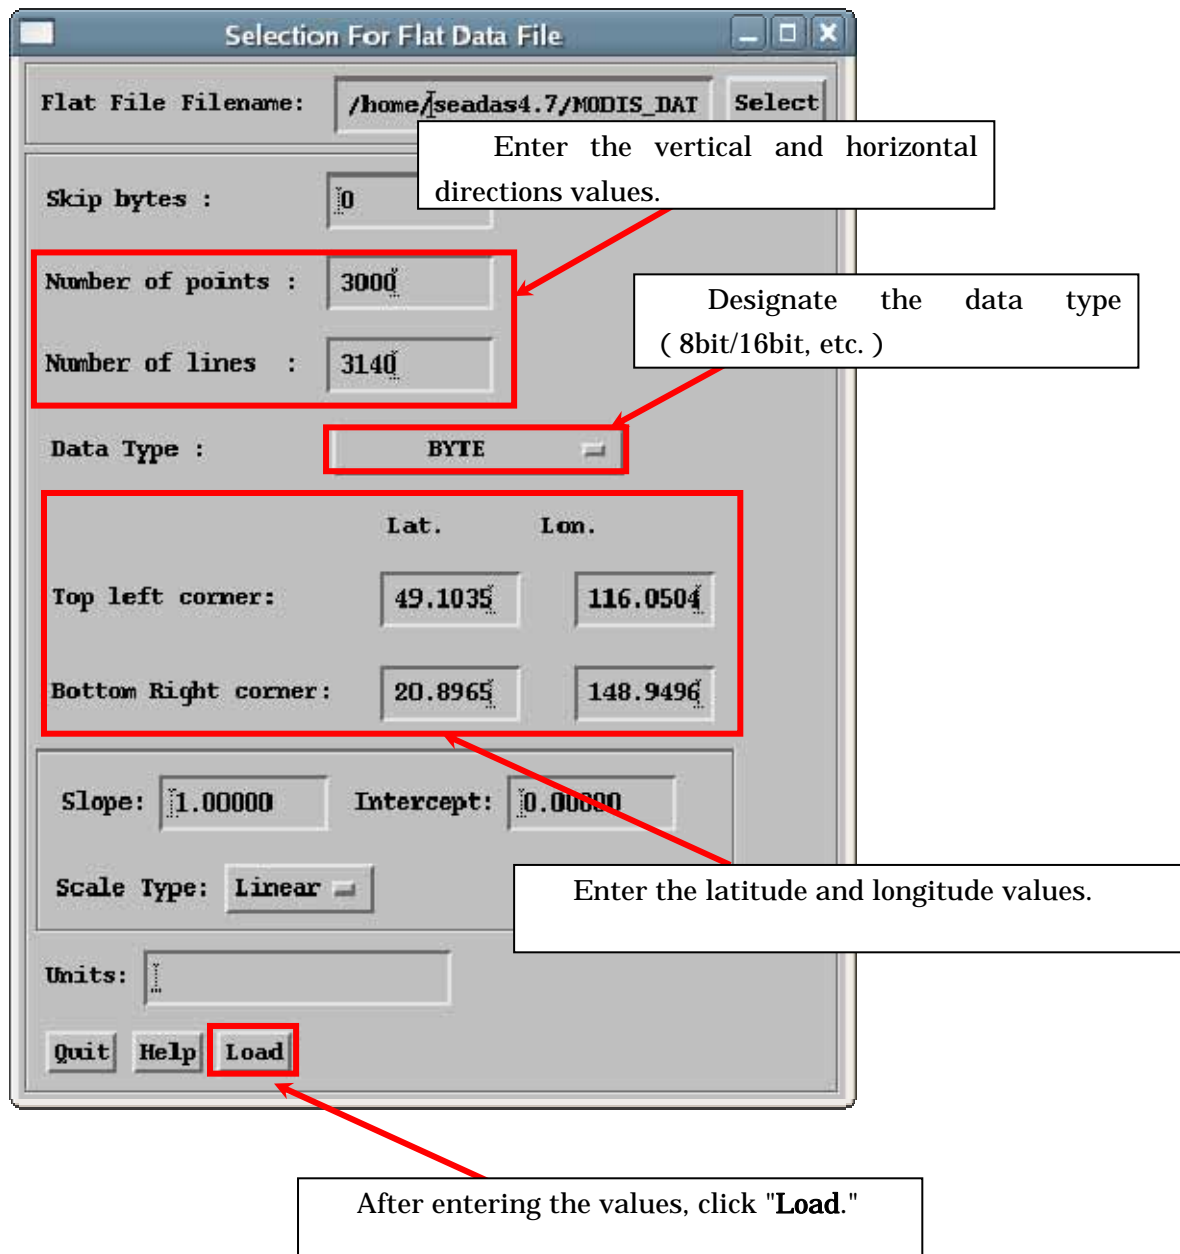 Selection For Flat Data File
Flat File Filename: /home/seadas4.7/MODIS_DAT Select
Enter the vertical and horizontal
directions values.
Skip bytes : 0
Number of points : 3000
Designate the data type
( 8bit/16bit, etc. )
Number of lines : 3140
Data Type : BYTE
Lat. Lon.
Top left corner: 49.1035 116.0504
Bottom Right corner: 20.8965 148.9496
Slope: 1.00000 Intercept: 0.00000
Scale Type: Linear
Enter the latitude and longitude values.
Units:
Quit Help Load
After entering the values, click "Load."